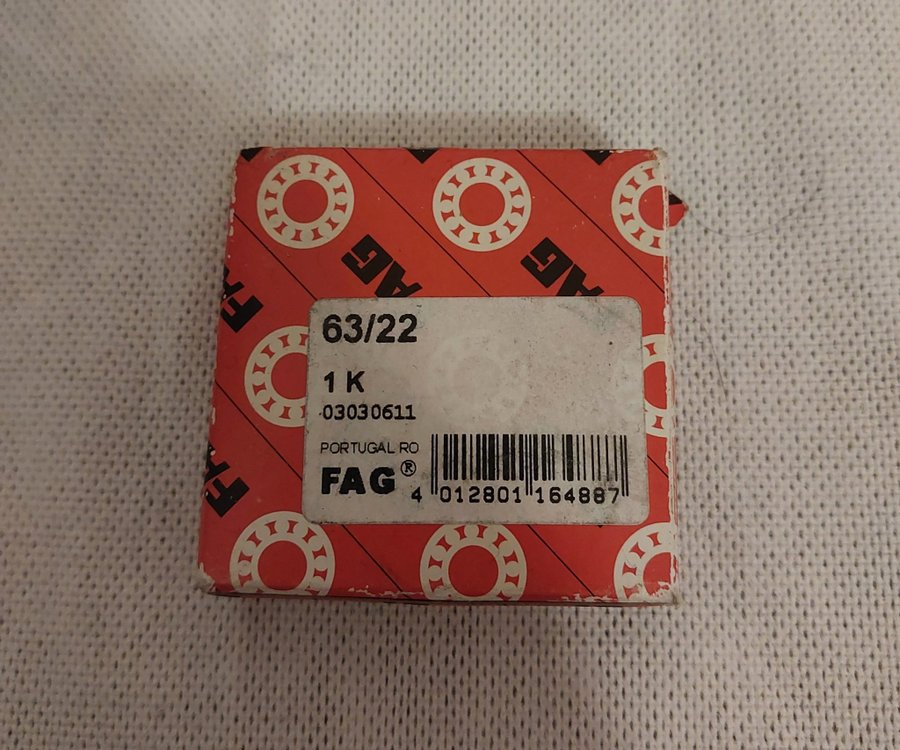 FAG
FAG
FAG
63/22
1 K
03030611
PORTUGAL RO
FAG®
4 012801 164887
FAG